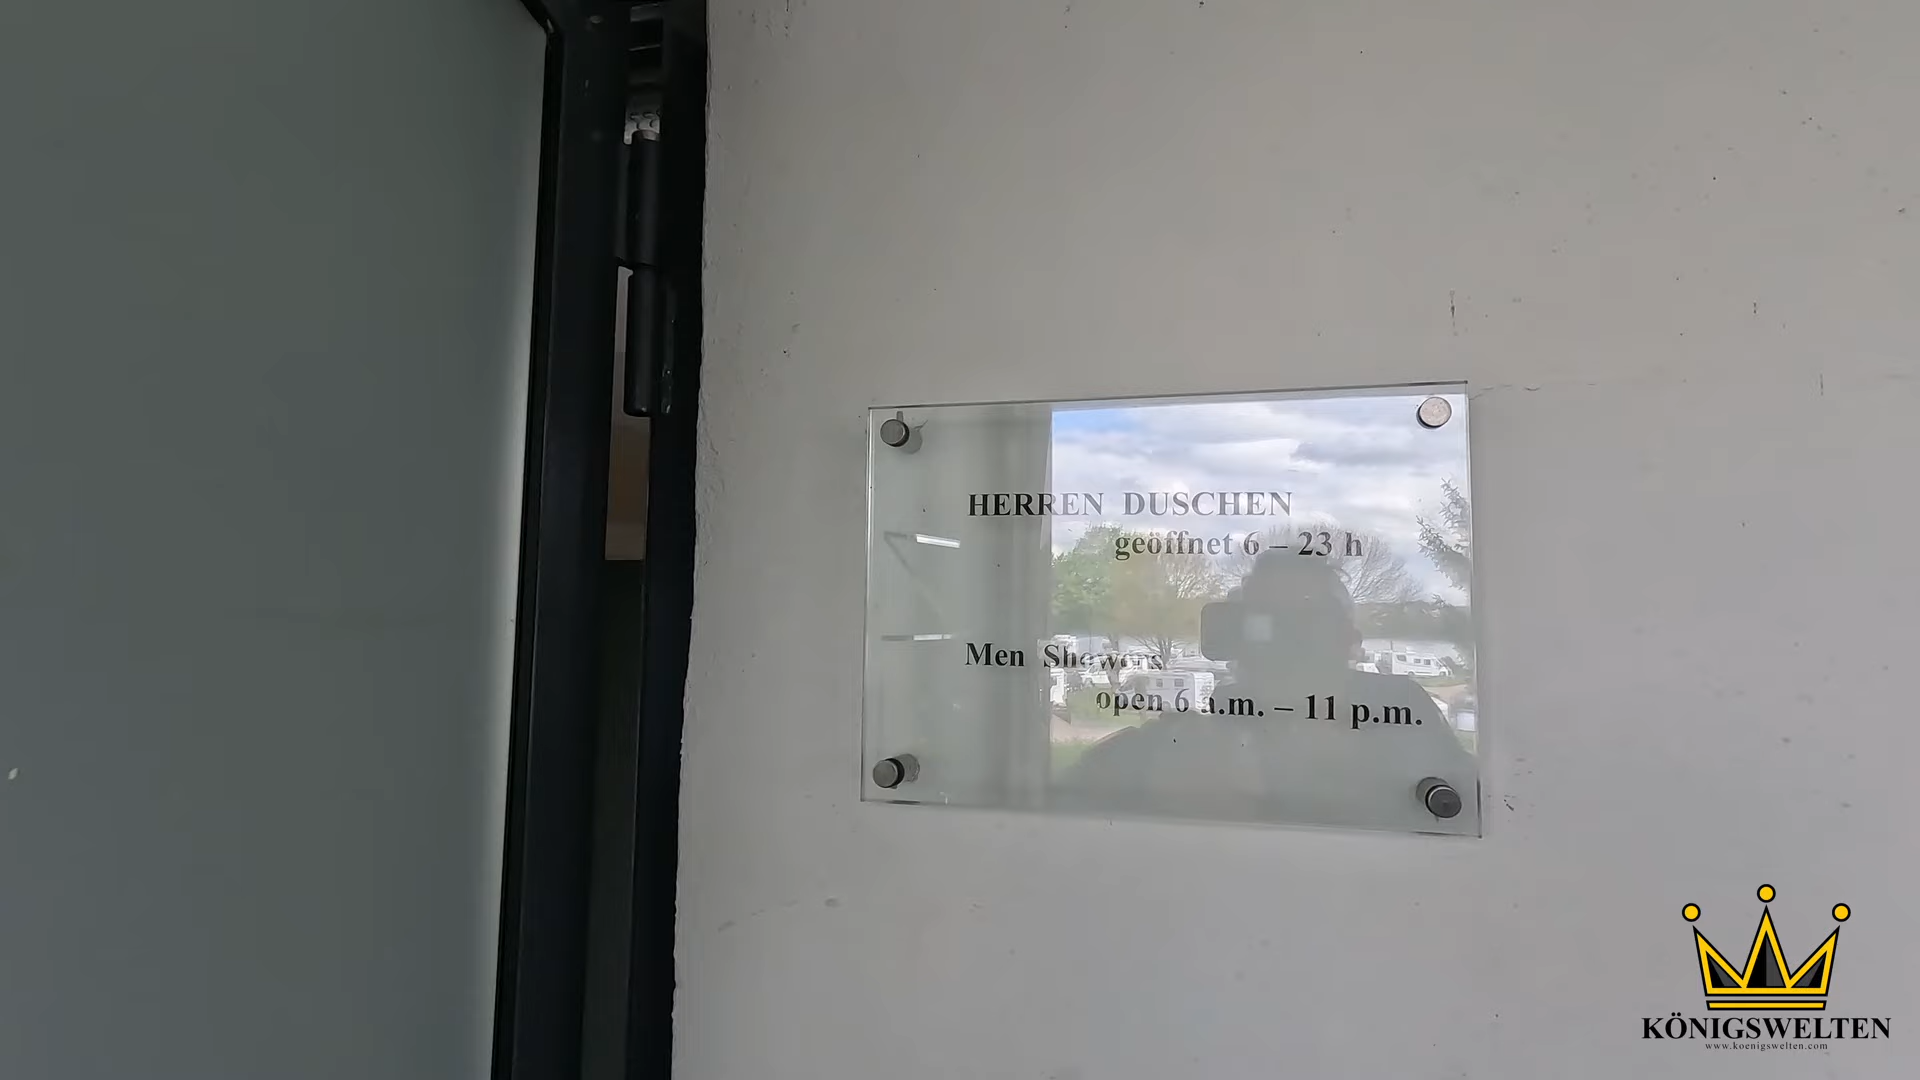 HERREN DUSCHEN
geöffnet 6 – 23 h
Men Showers
open 6 a.m. – 11 p.m.
KÖNIGSWELTEN
www.koenigswelten.com